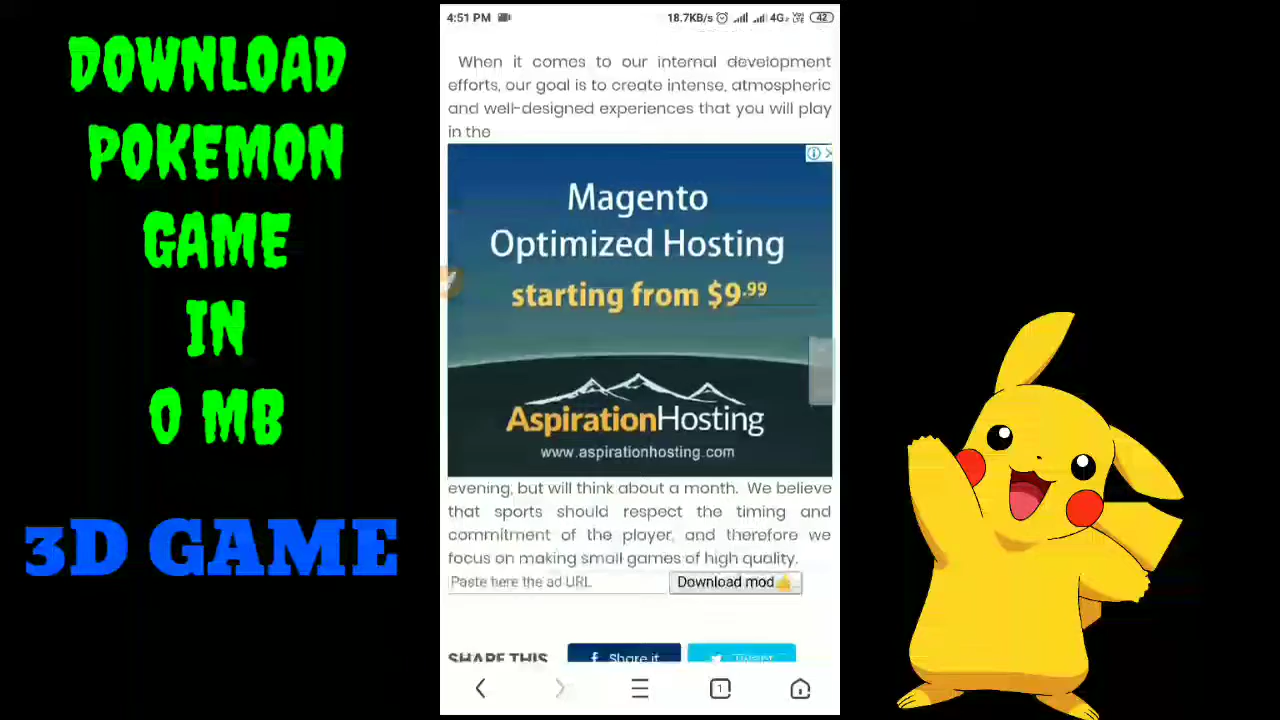 DOWNLOAD
POKEMON
GAME
IN
0 MB
3D GAME
4:51 PM
18.7KB/s
4G
42
When it comes to our internal development
efforts, our goal is to create intense, atmospheric
and well-designed experiences that you will play
in the
Magento
Optimized Hosting
starting from $9.99
AspirationHosting
www.aspirationhosting.com
evening, but will think about a month. We believe
that sports should respect the timing and
commitment of the player, and therefore we
focus on making small games of high quality.
Paste here the ad URL
Download mod👍
SHARE THIS
f Share it
Tweet
1